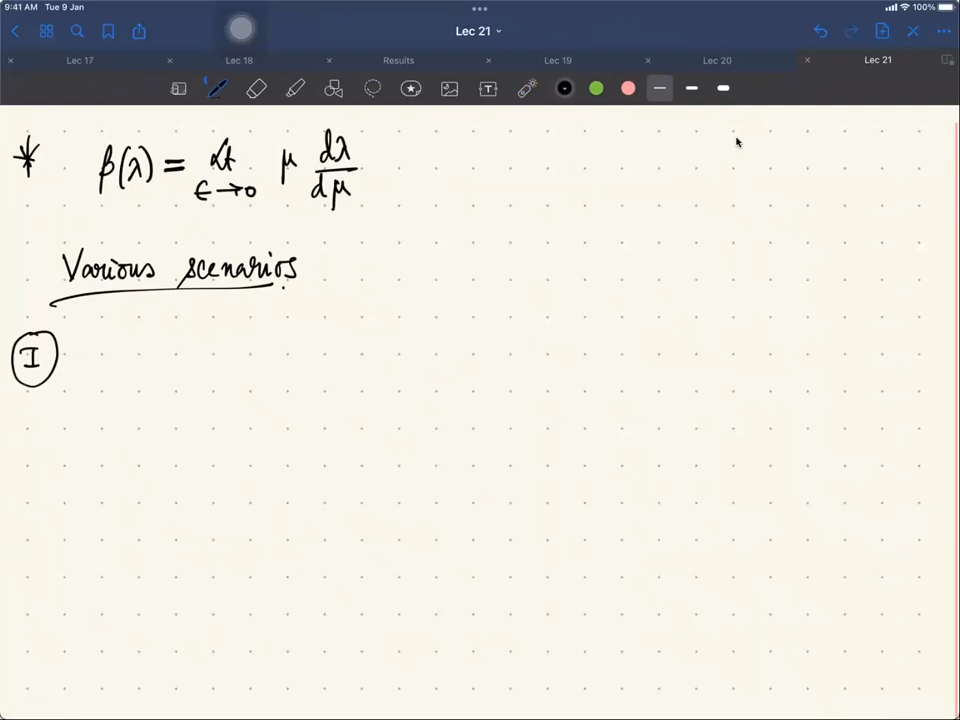 9:41 AM Tue 9 Jan
100%
Lec 21
Lec 17
Lec 18
Results
Lec 19
Lec 20
Lec 21
T
* β(λ) = Lt ϵ→0 μ dλ/dμ
Various scenarios
I